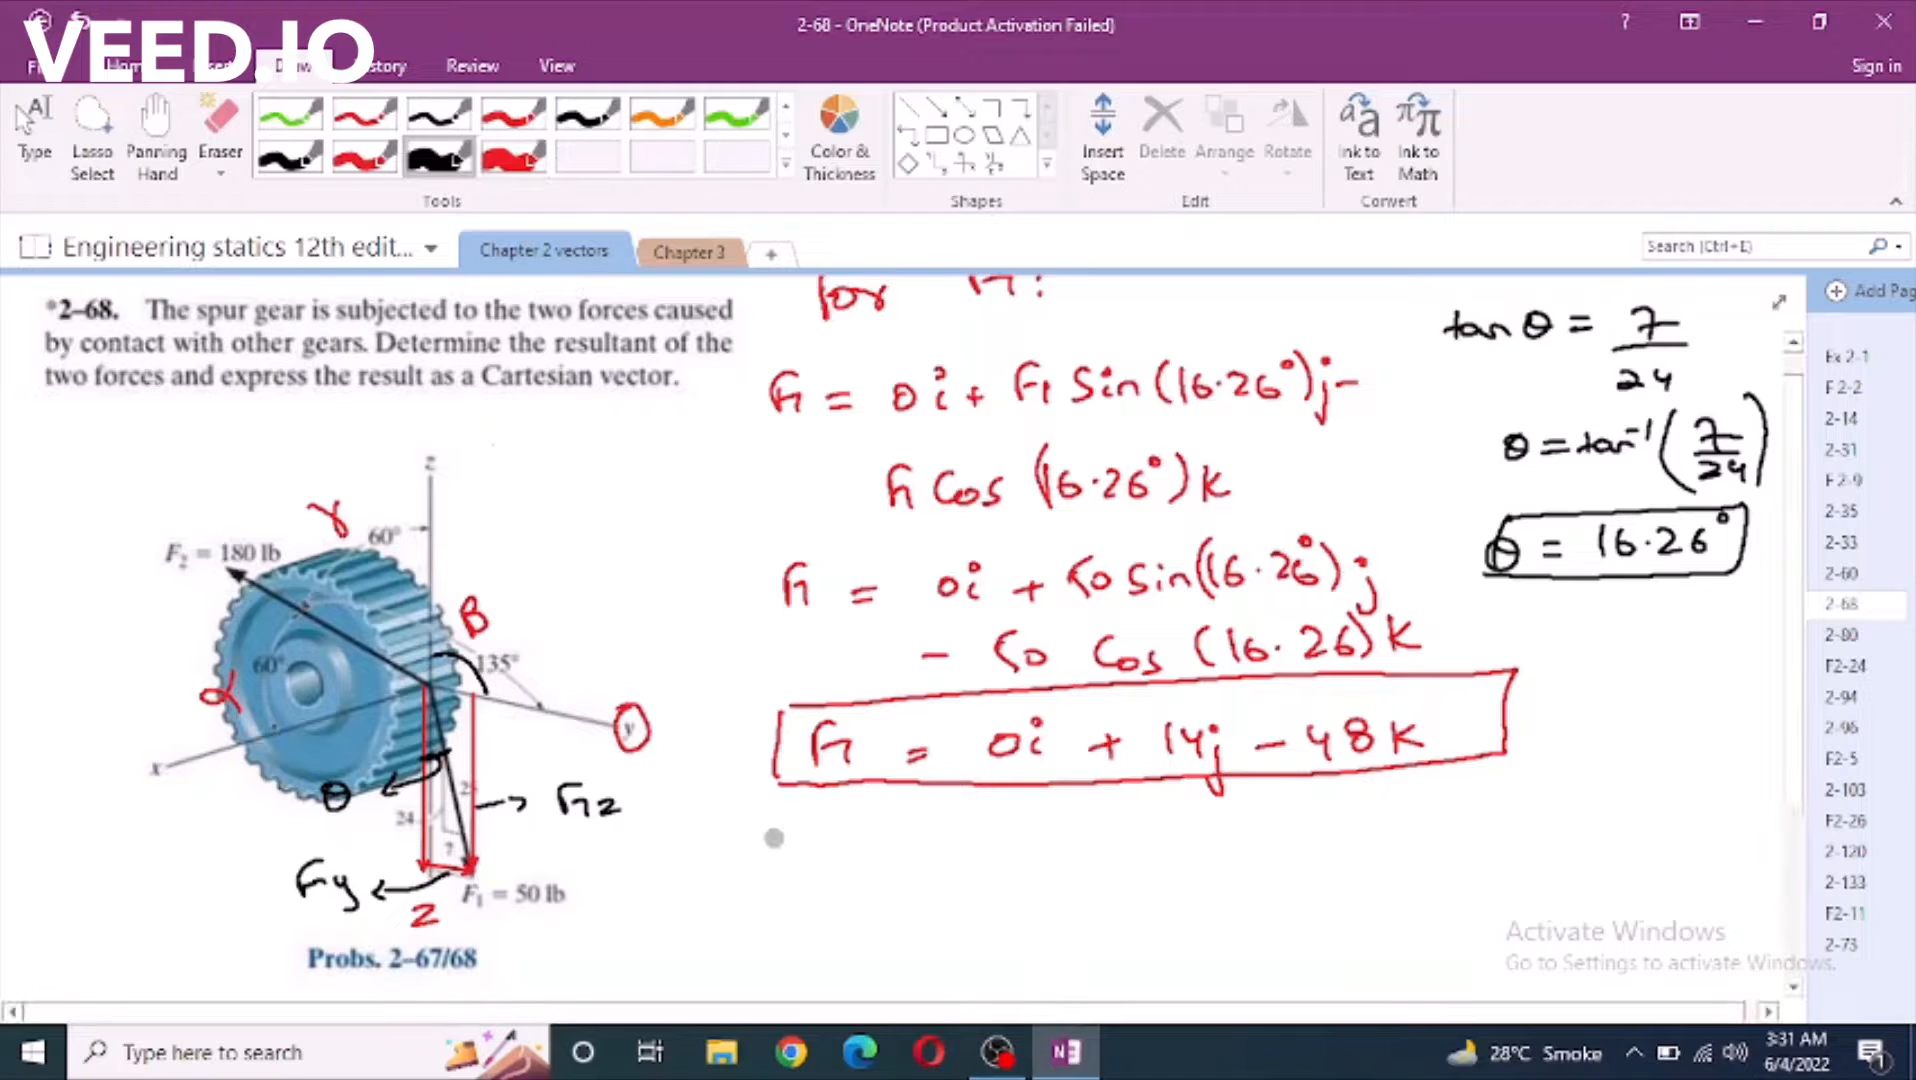 VEED.IO
2-68 - OneNote (Product Activation Failed)
?
Review
View
Sign in
Type
Lasso Select
Panning Hand
Eraser
Color & Thickness
Insert Space
Delete
Arrange
Rotate
Ink to Text
Ink to Math
Tools
Shapes
Edit
Convert
Engineering statics 12th edit...
Chapter 2 vectors
Chapter 3
Search (Ctrl+E)
Add Pag
*2–68. The spur gear is subjected to the two forces caused
by contact with other gears. Determine the resultant of the
two forces and express the result as a Cartesian vector.
z
γ
60°
F₂ = 180 lb
B
135°
60°
α
y
x
θ
24
25
7
F1z
F1y
F₁ = 50 lb
z
Probs. 2–67/68
for F1:
F1 = 0i + F1 Sin(16.26°)j -
F1 Cos (16.26°) k
F1 = 0i + 50 sin(16.26°) j
- 50 Cos (16.26) k
F1 = 0i + 14j - 48k
tan θ = 7/24
θ = tan⁻¹ (7/24)
θ = 16.26°
Ex 2-1
F 2-2
2-14
2-31
F 2-9
2-35
2-33
2-60
2-68
2-80
F2-24
2-94
2-96
F2-5
2-103
F2-26
2-120
2-133
F2-11
2-73
Activate Windows
Go to Settings to activate Windows.
Type here to search
28°C Smoke
3:31 AM
6/4/2022
1